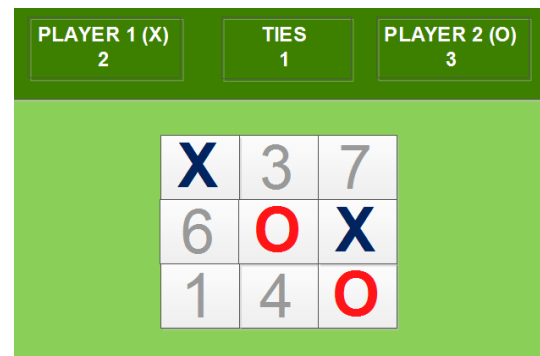 PLAYER 1 (X)
2
TIES
1
PLAYER 2 (O)
3
X 3 7
6 O X
1 4 O